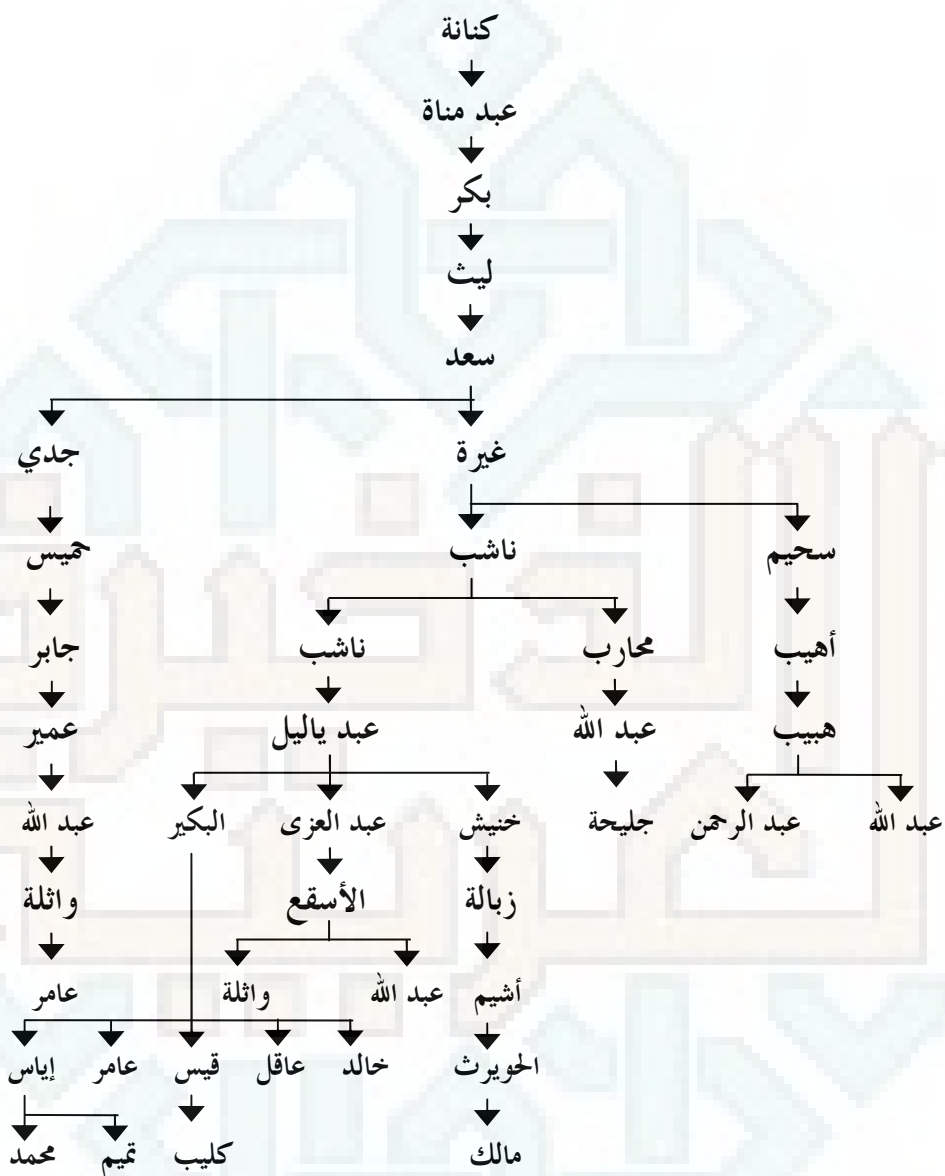 كنانة
عبد مناة
بكر
ليث
سعد
غيرة جدي
سحيم ناشب حميس
أهيب محارب ناشب جابر
هبيب عبد الله عبد ياليل عمير
عبد الله عبد الرحمن جليحة خنيش عبد العزى البكير عبد الله
زبالة الأسقع واثلة
أشيم عبد الله واثلة عامر
الحويرث خالد عاقل قيس عامر إياس
مالك كليب تميم محمد